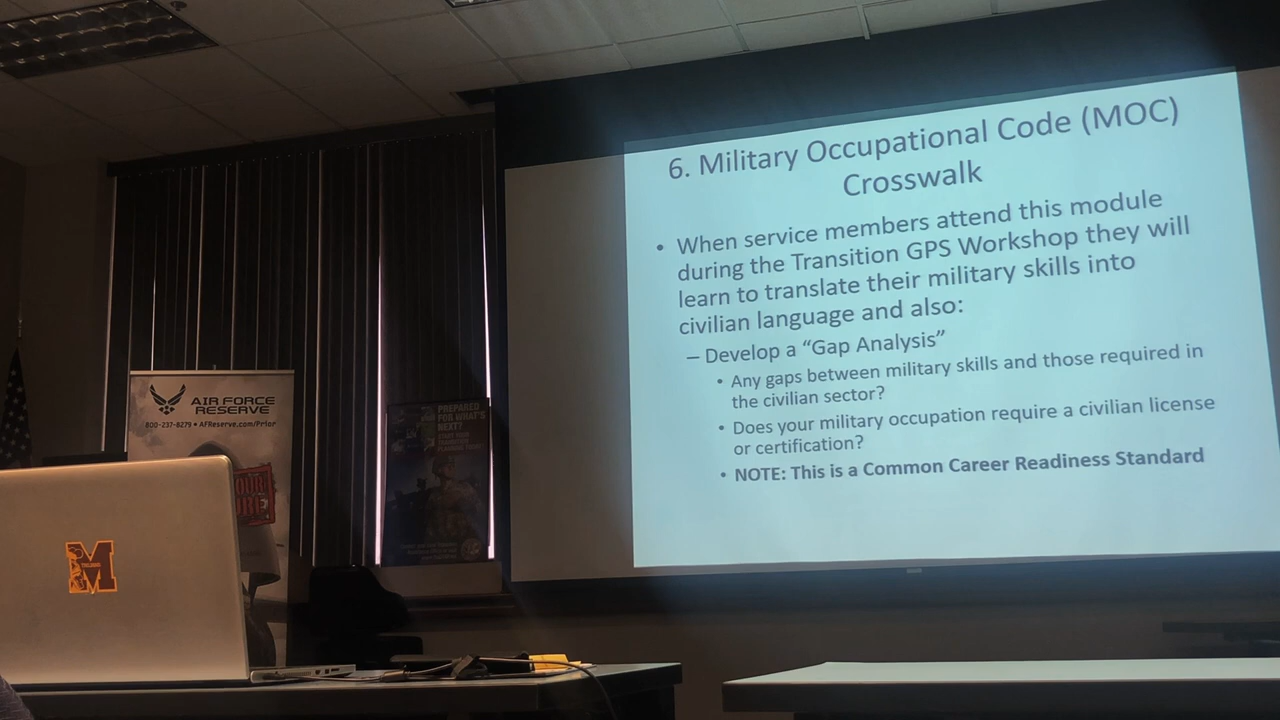 6. Military Occupational Code (MOC)
Crosswalk
• When service members attend this module
during the Transition GPS Workshop they will
learn to translate their military skills into
civilian language and also:
– Develop a “Gap Analysis”
• Any gaps between military skills and those required in
the civilian sector?
• Does your military occupation require a civilian license
or certification?
• NOTE: This is a Common Career Readiness Standard
AIR FORCE
RESERVE
800-237-8279 • AFReserve.com/Prior
PREPARED
FOR WHAT'S
NEXT?
START YOUR
TRANSITION
M